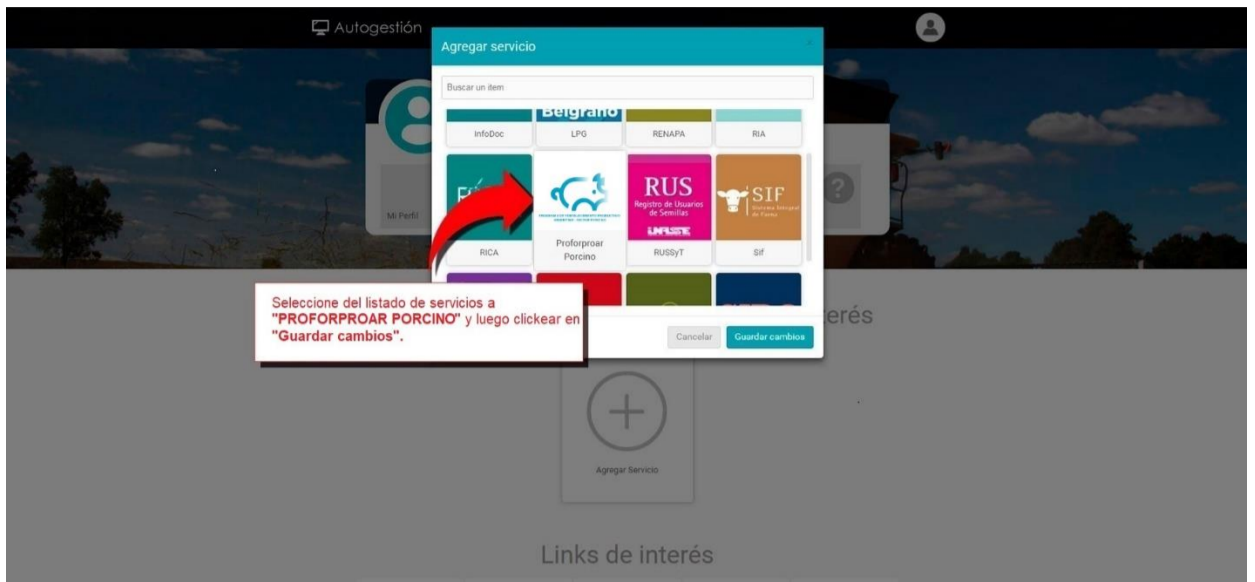 Autogestión
Agregar servicio
Buscar un item
Belgrano
InfoDoc
LPG
RENAPA
RIA
RUS
Registro de Usuarios
de Semillas
SIF
Sistema Integral
de Faena
Mi Perfil
?
RICA
Proforproar
Porcino
RUSSyT
Sif
Seleccione del listado de servicios a
"PROFORPROAR PORCINO" y luego clickear en
"Guardar cambios".
erés
Cancelar
Guardar cambios
Agregar Servicio
Links de interés